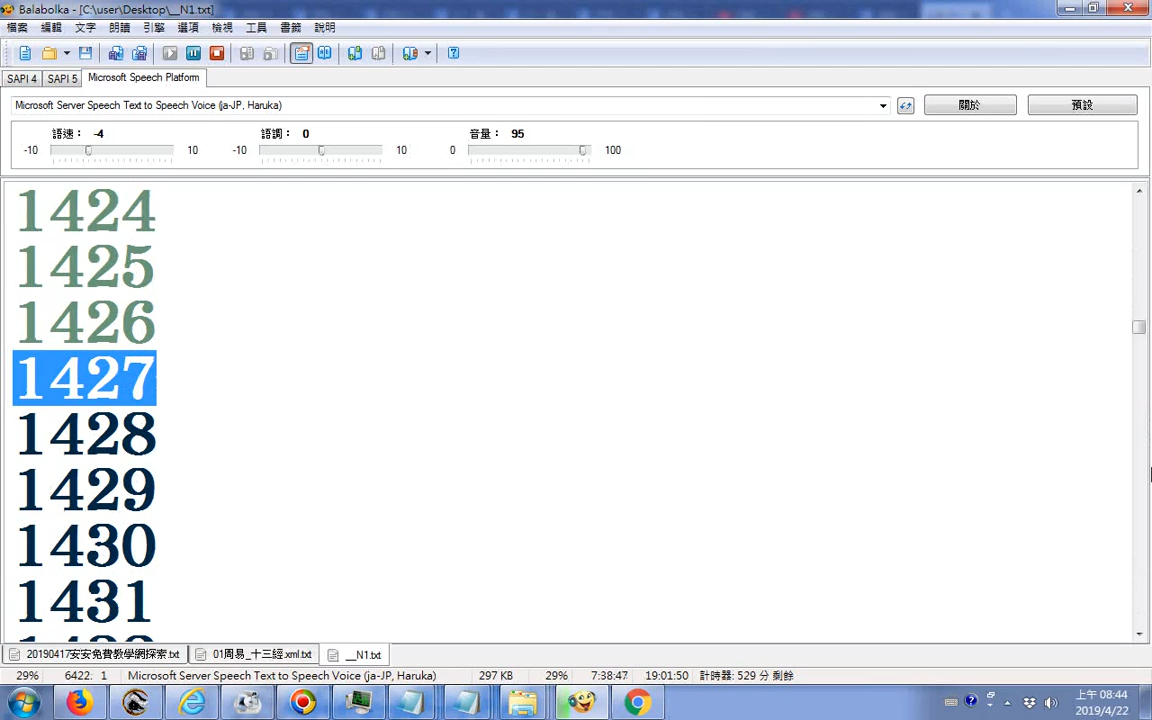 Balabolka - [C:\user\Desktop\__N1.txt]
檔案 編輯 文字 朗讀 引擎 選項 檢視 工具 書籤 說明
SAPI 4 SAPI 5 Microsoft Speech Platform
Microsoft Server Speech Text to Speech Voice (ja-JP, Haruka) 關於 預設
語速： -4 語調： 0 音量： 95
-10 10 -10 10 0 100
1424
1425
1426
1427
1428
1429
1430
1431
20190417安安免費教學網探索.txt 01周易_十三經.xml.txt __N1.txt
29% 6422: 1 Microsoft Server Speech Text to Speech Voice (ja-JP, Haruka) 297 KB 29% 7:38:47 19:01:50 計時器: 529 分 剩餘
上午 08:44
2019/4/22